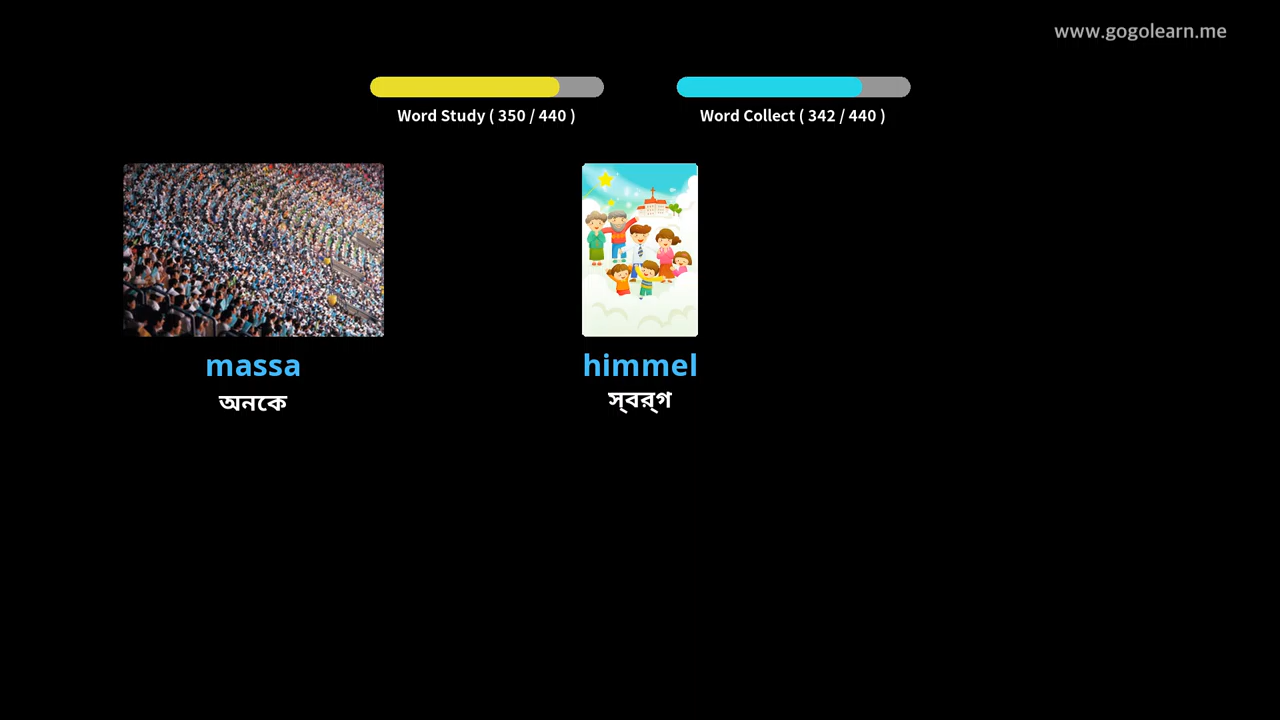 www.gogolearn.me
Word Study ( 350 / 440 )
Word Collect ( 342 / 440 )
massa
himmel
অনকে
স্বর্গ